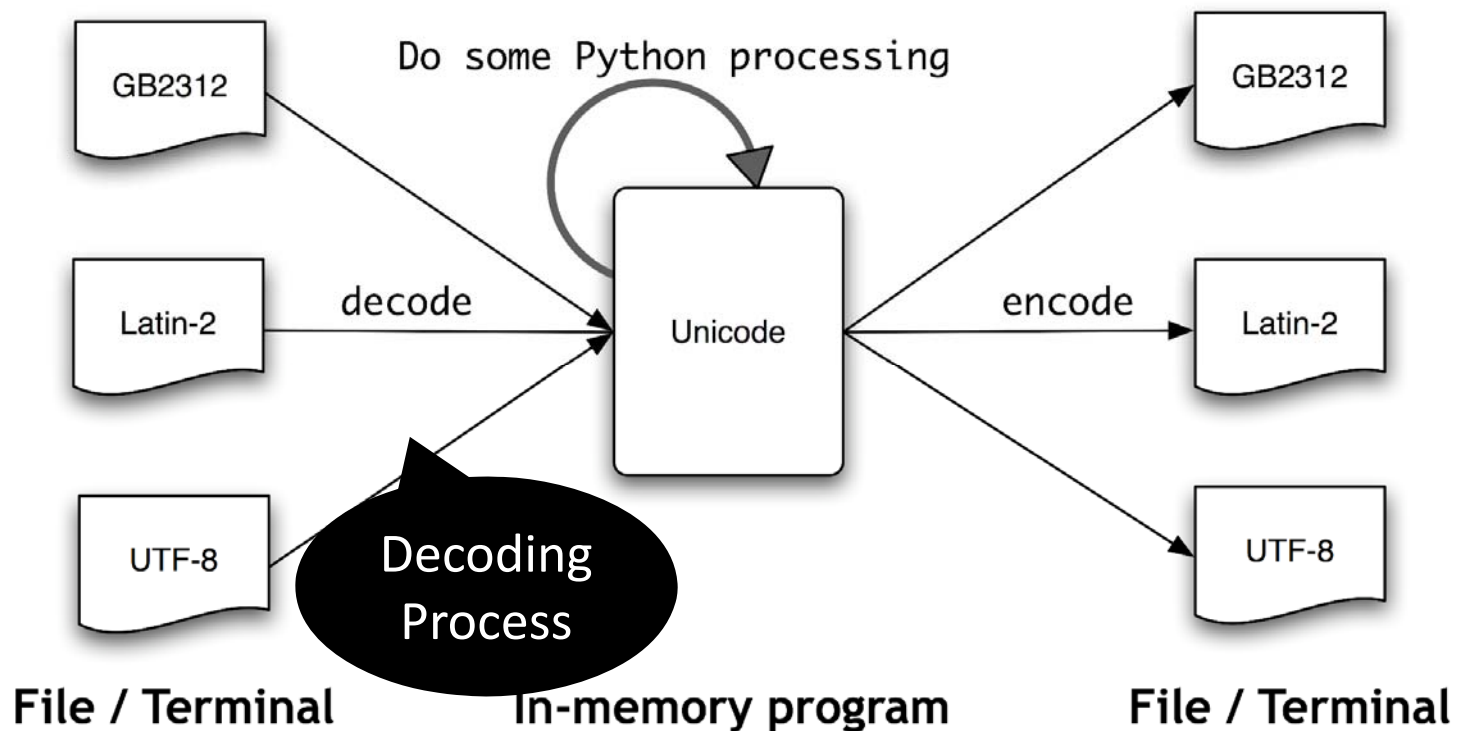 Do some Python processing
GB2312
GB2312
decode
encode
Latin-2
Unicode
Latin-2
Decoding
Process
UTF-8
UTF-8
File / Terminal
In-memory program
File / Terminal